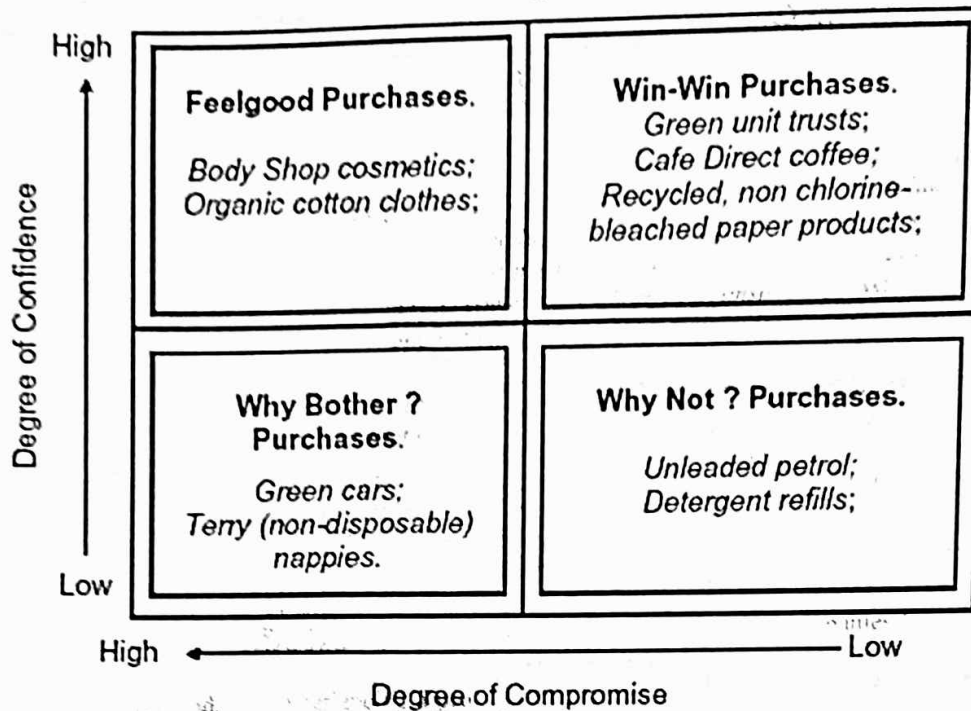 High
Feelgood Purchases.
Body Shop cosmetics;
Organic cotton clothes;
Win-Win Purchases.
Green unit trusts;
Cafe Direct coffee;
Recycled, non chlorine-
bleached paper products;
Degree of Confidence
Why Bother ?
Purchases.
Green cars;
Terry (non-disposable)
nappies.
Why Not ? Purchases.
Unleaded petrol;
Detergent refills;
Low
High
Low
Degree of Compromise